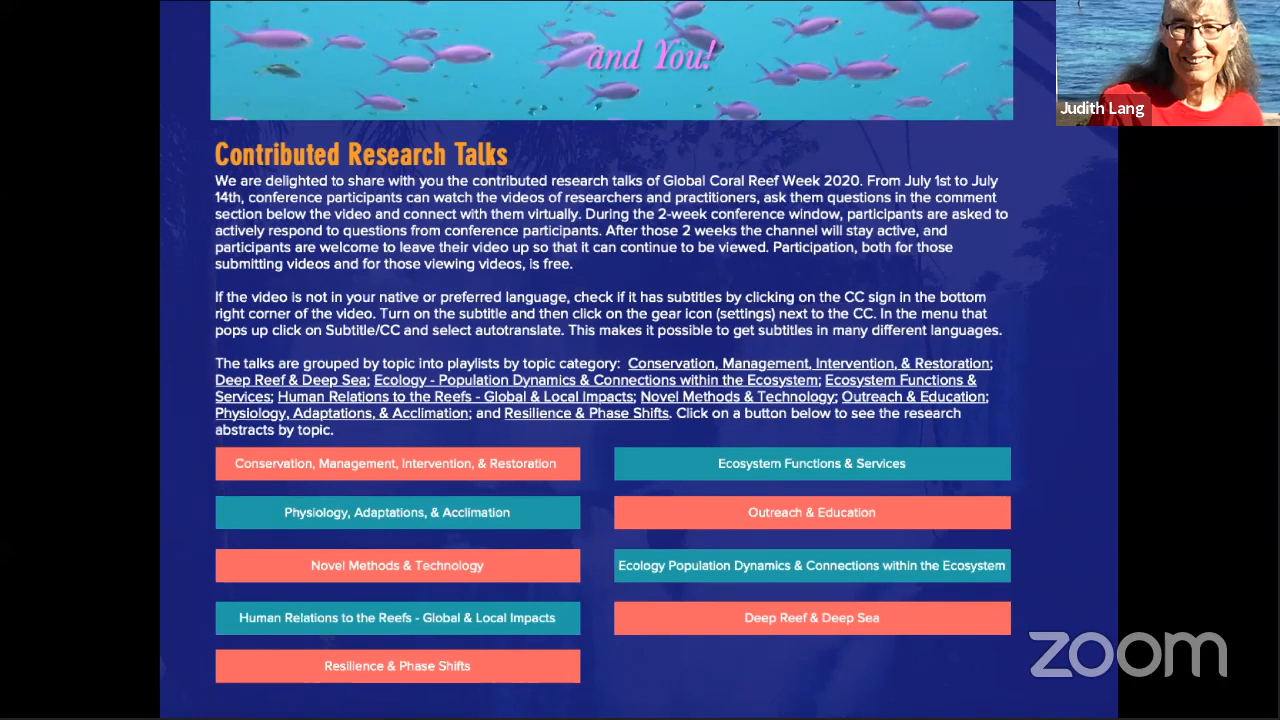 and You!
Judith Lang
Contributed Research Talks
We are delighted to share with you the contributed research talks of Global Coral Reef Week 2020. From July 1st to July
14th, conference participants can watch the videos of researchers and practitioners, ask them questions in the comment
section below the video and connect with them virtually. During the 2-week conference window, participants are asked to
actively respond to questions from conference participants. After those 2 weeks the channel will stay active, and
participants are welcome to leave their video up so that it can continue to be viewed. Participation, both for those
submitting videos and for those viewing videos, is free.
If the video is not in your native or preferred language, check if it has subtitles by clicking on the CC sign in the bottom
right corner of the video. Turn on the subtitle and then click on the gear icon (settings) next to the CC. In the menu that
pops up click on Subtitle/CC and select autotranslate. This makes it possible to get subtitles in many different languages.
The talks are grouped by topic into playlists by topic category: Conservation, Management, Intervention, & Restoration;
Deep Reef & Deep Sea; Ecology - Population Dynamics & Connections within the Ecosystem; Ecosystem Functions &
Services; Human Relations to the Reefs - Global & Local Impacts; Novel Methods & Technology; Outreach & Education;
Physiology, Adaptations, & Acclimation; and Resilience & Phase Shifts. Click on a button below to see the research
abstracts by topic.
Conservation, Management, Intervention, & Restoration
Ecosystem Functions & Services
Physiology, Adaptations, & Acclimation
Outreach & Education
Novel Methods & Technology
Ecology Population Dynamics & Connections within the Ecosystem
Human Relations to the Reefs - Global & Local Impacts
Deep Reef & Deep Sea
Resilience & Phase Shifts
zoom